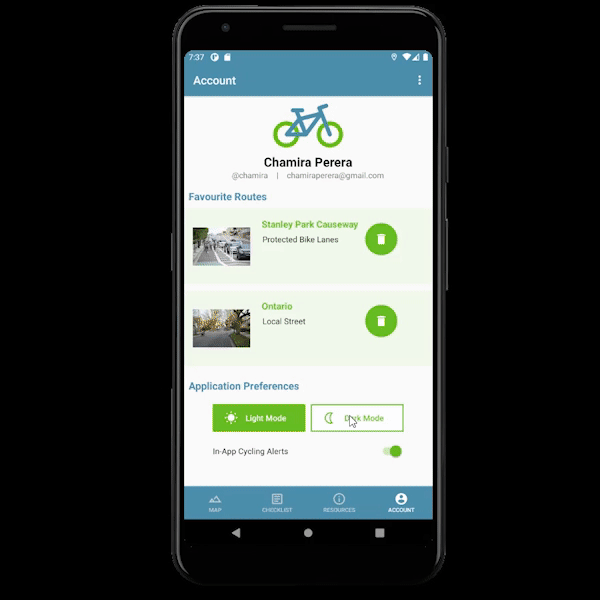 7:37
Account
Chamira Perera
@chamira | chamiraperera@gmail.com
Favourite Routes
Stanley Park Causeway
Protected Bike Lanes
Ontario
Local Street
Application Preferences
Light Mode
Dark Mode
In-App Cycling Alerts
MAP
CHECKLIST
RESOURCES
ACCOUNT